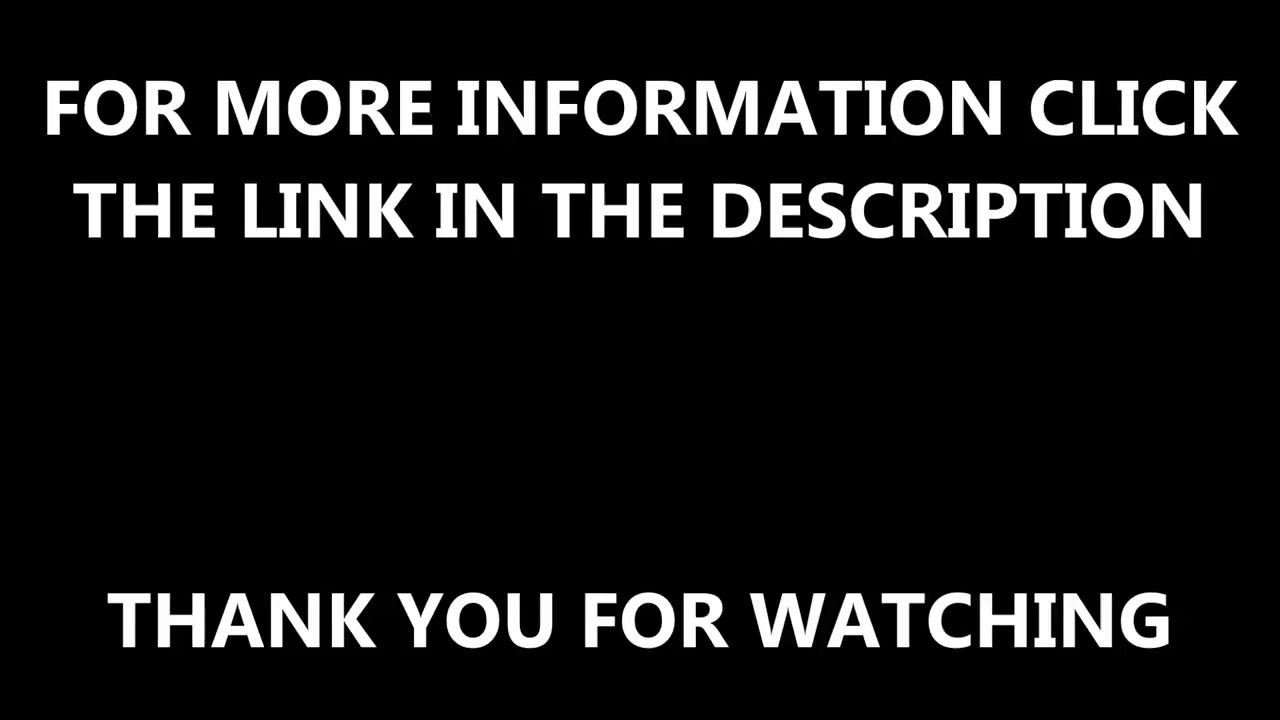 FOR MORE INFORMATION CLICK
THE LINK IN THE DESCRIPTION
THANK YOU FOR WATCHING